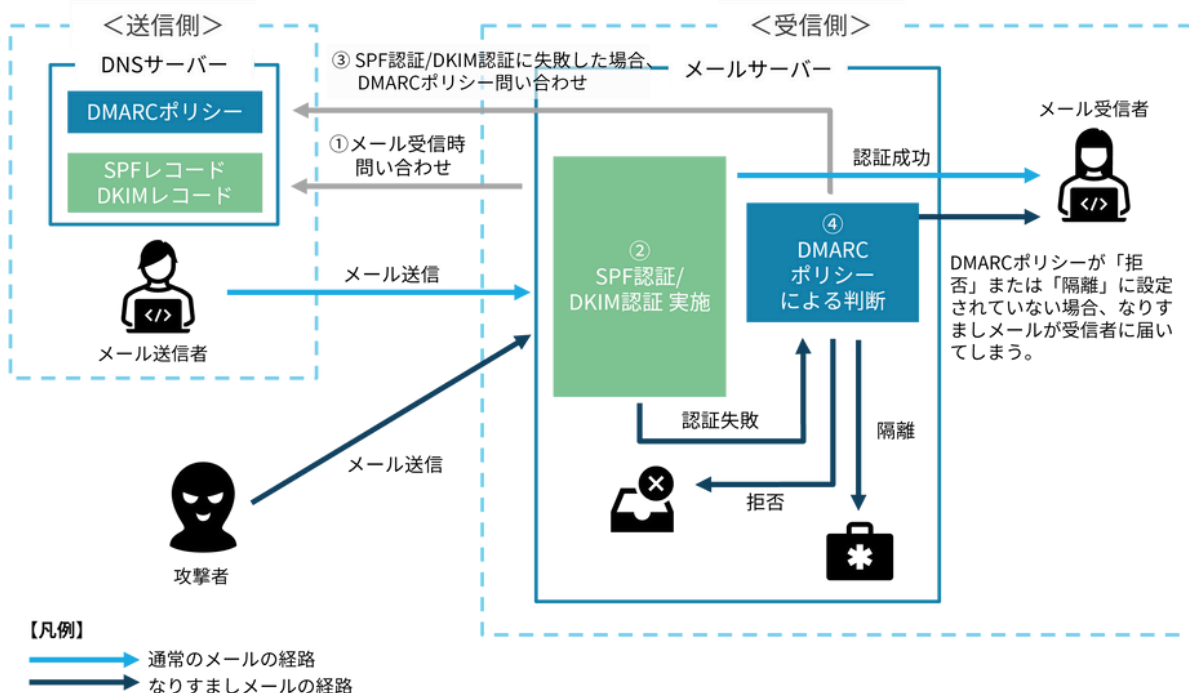 ＜送信側＞
DNSサーバー
DMARCポリシー
SPFレコード
DKIMレコード
メール送信者
③ SPF認証/DKIM認証に失敗した場合、
DMARCポリシー問い合わせ
①メール受信時
問い合わせ
メール送信
メール送信
攻撃者
＜受信側＞
メールサーバー
②
SPF認証/
DKIM認証 実施
認証成功
④
DMARC
ポリシー
による判断
認証失敗
拒否
隔離
メール受信者
</>
</>
DMARCポリシーが「拒
否」または「隔離」に設定
されていない場合、なりす
ましメールが受信者に届い
てしまう。
【凡例】
通常のメールの経路
なりすましメールの経路